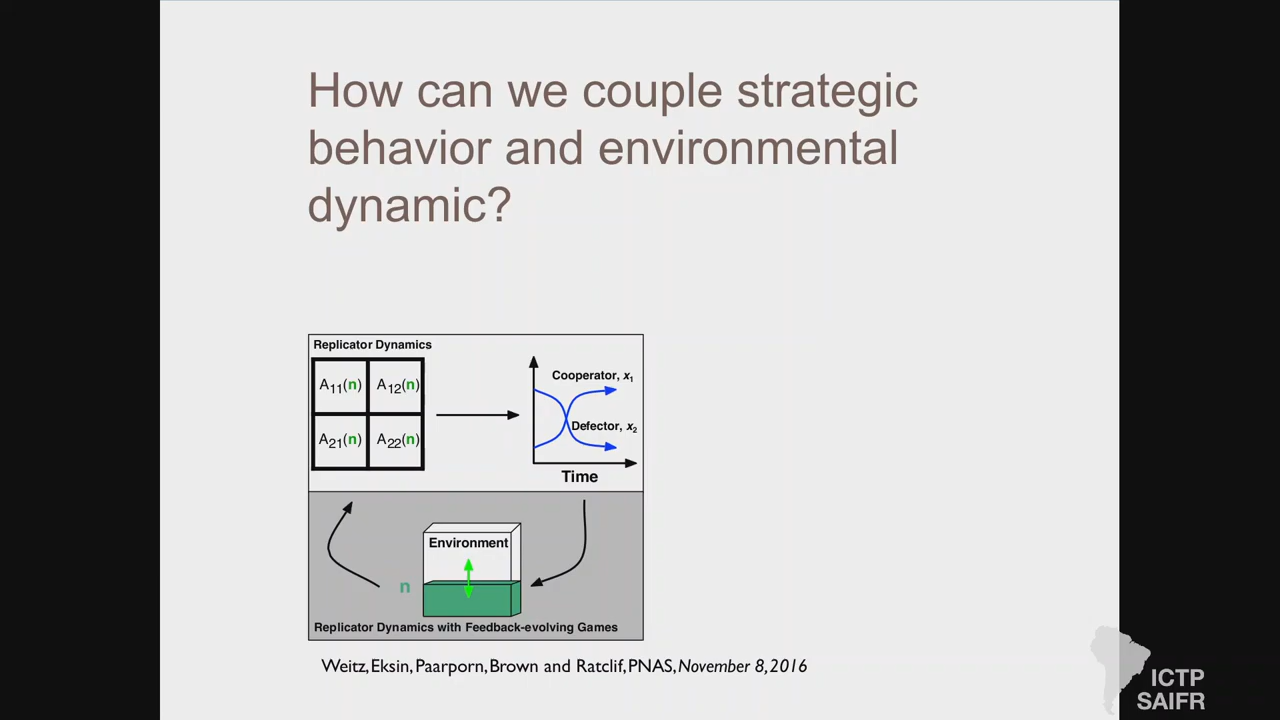 How can we couple strategic
behavior and environmental
dynamic?
Replicator Dynamics
A11(n) A12(n)
A21(n) A22(n)
Cooperator, x1
Defector, x2
Time
Environment
n
Replicator Dynamics with Feedback-evolving Games
Weitz, Eksin, Paarporn, Brown and Ratclif, PNAS, November 8, 2016
ICTP
SAIFR